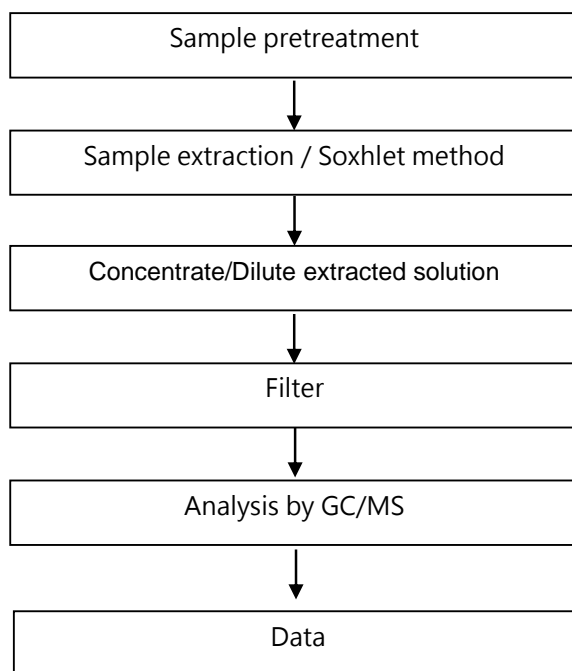 Sample pretreatment
Sample extraction / Soxhlet method
Concentrate/Dilute extracted solution
Filter
Analysis by GC/MS
Data